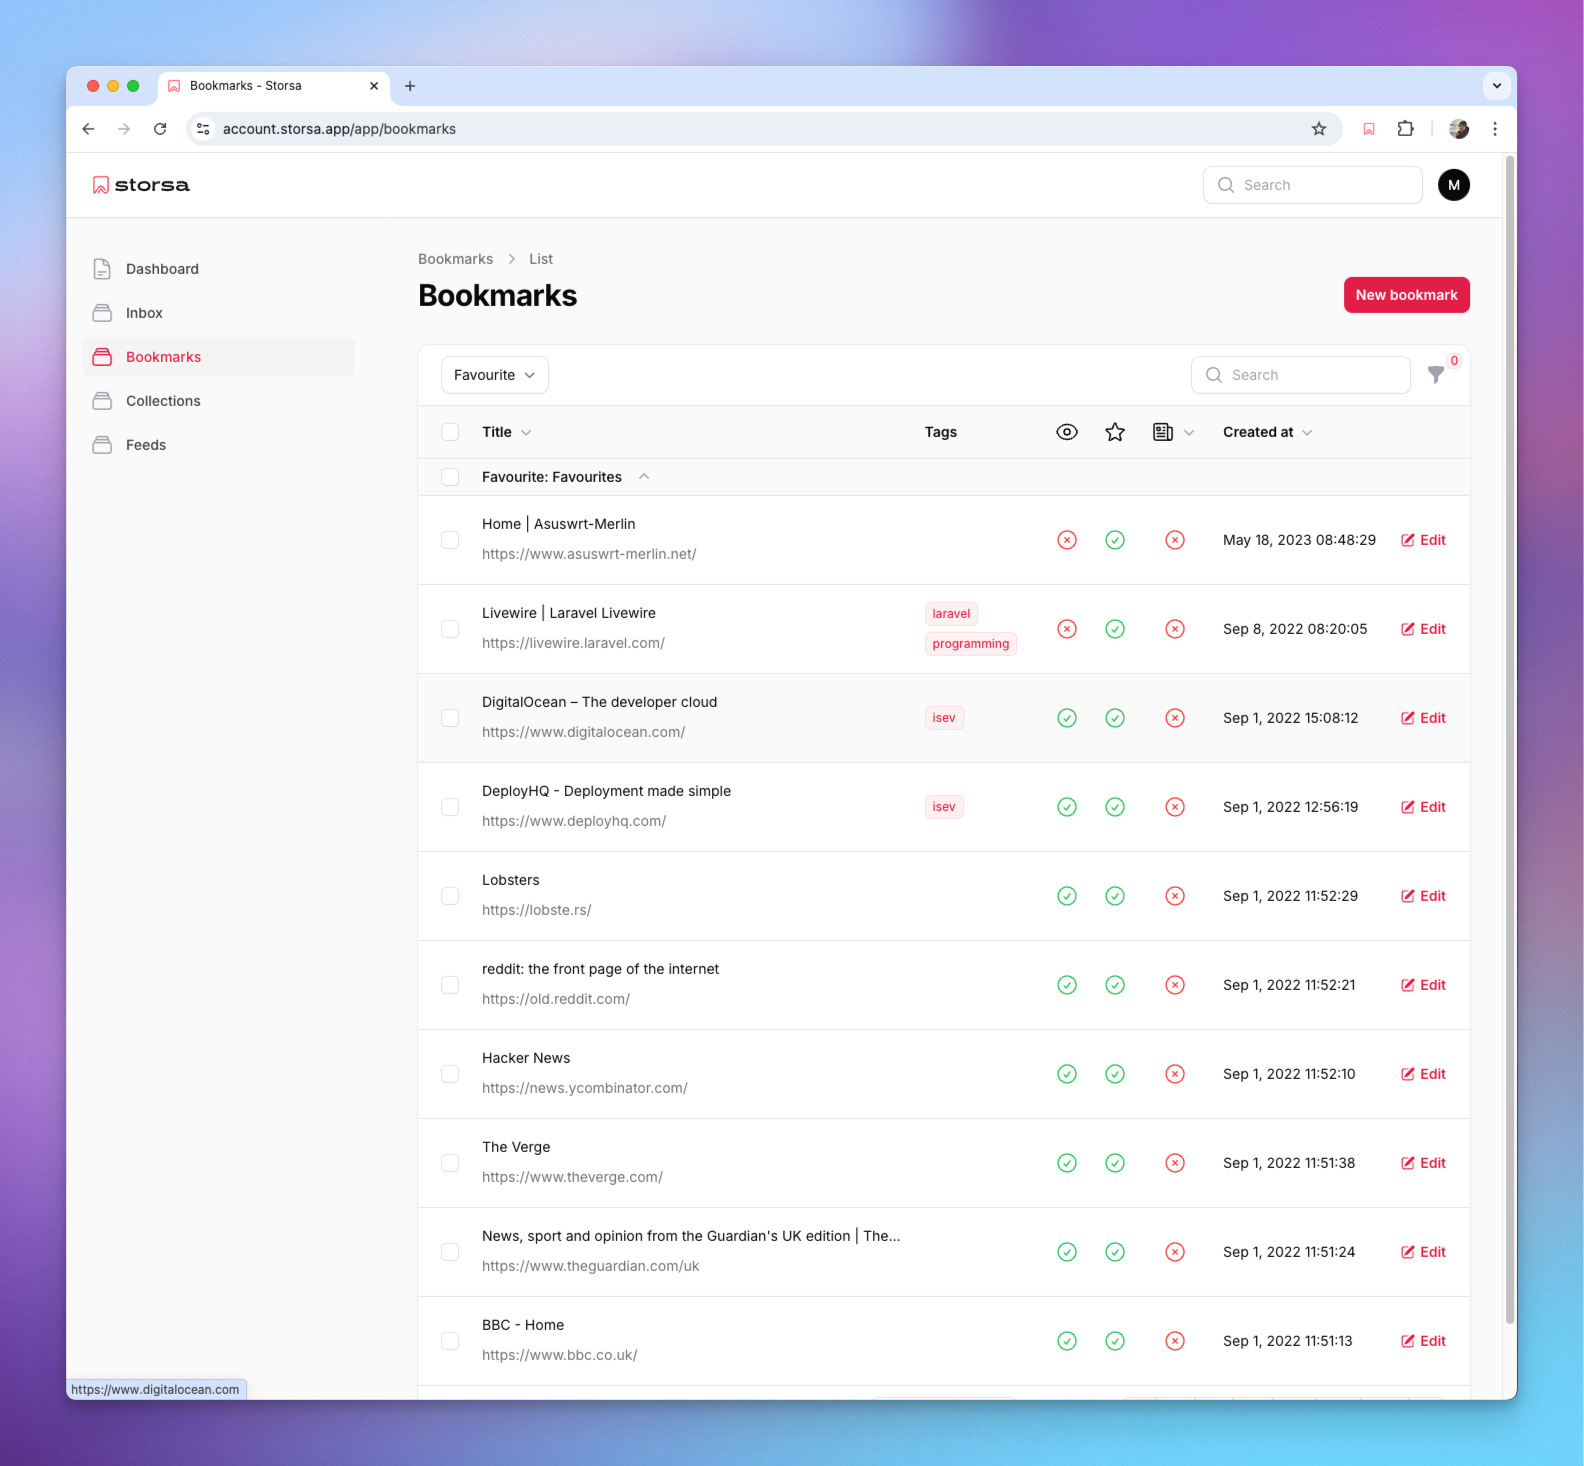 Bookmarks - Storsa
account.storsa.app/app/bookmarks
storsa
Search
M
Dashboard
Inbox
Bookmarks
Collections
Feeds
Bookmarks
List
Bookmarks
New bookmark
Favourite
Search
0
Title
Tags
Created at
Favourite: Favourites
Home | Asuswrt-Merlin
https://www.asuswrt-merlin.net/
May 18, 2023 08:48:29
Edit
Livewire | Laravel Livewire
https://livewire.laravel.com/
laravel
programming
Sep 8, 2022 08:20:05
Edit
DigitalOcean – The developer cloud
https://www.digitalocean.com/
isev
Sep 1, 2022 15:08:12
Edit
DeployHQ - Deployment made simple
https://www.deployhq.com/
isev
Sep 1, 2022 12:56:19
Edit
Lobsters
https://lobste.rs/
Sep 1, 2022 11:52:29
Edit
reddit: the front page of the internet
https://old.reddit.com/
Sep 1, 2022 11:52:21
Edit
Hacker News
https://news.ycombinator.com/
Sep 1, 2022 11:52:10
Edit
The Verge
https://www.theverge.com/
Sep 1, 2022 11:51:38
Edit
News, sport and opinion from the Guardian's UK edition | The...
https://www.theguardian.com/uk
Sep 1, 2022 11:51:24
Edit
BBC - Home
https://www.bbc.co.uk/
Sep 1, 2022 11:51:13
Edit
https://www.digitalocean.com